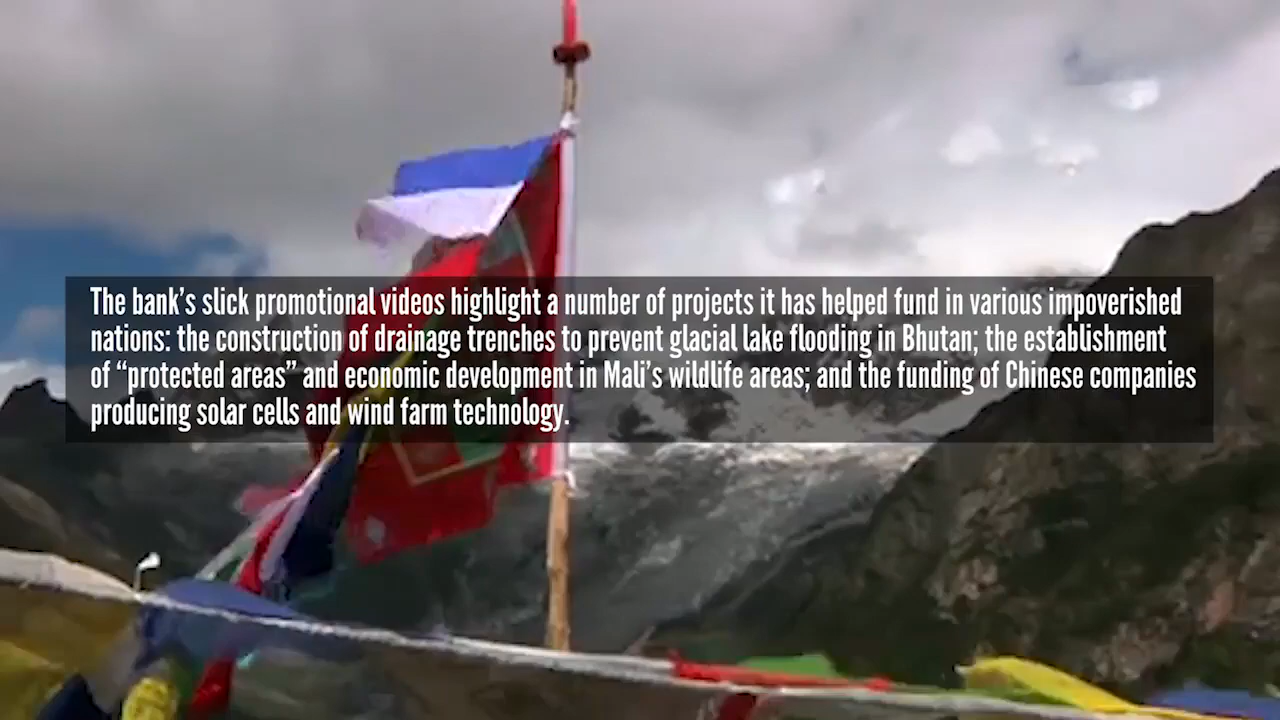 The bank’s slick promotional videos highlight a number of projects it has helped fund in various impoverished
nations: the construction of drainage trenches to prevent glacial lake flooding in Bhutan; the establishment
of “protected areas” and economic development in Mali’s wildlife areas; and the funding of Chinese companies
producing solar cells and wind farm technology.